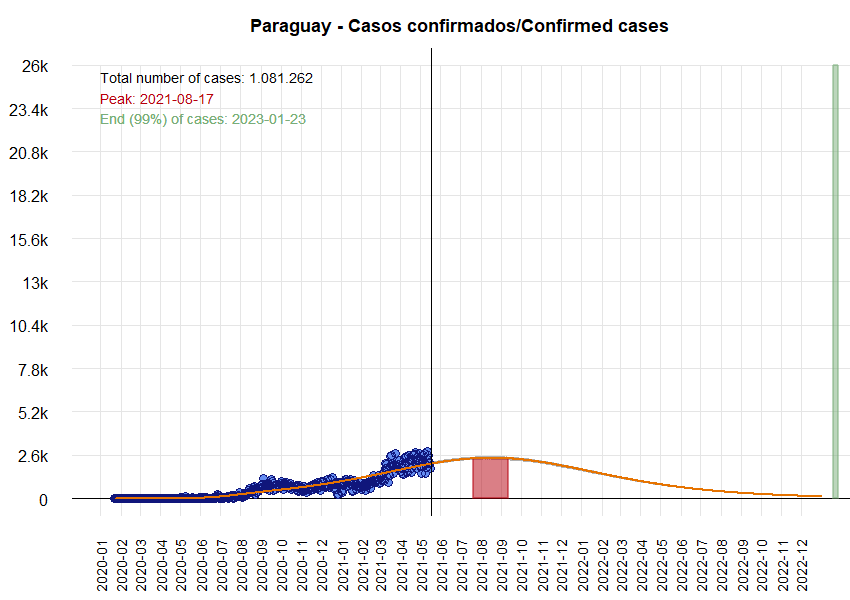 Paraguay - Casos confirmados/Confirmed cases
Total number of cases: 1.081.262
Peak: 2021-08-17
End (99%) of cases: 2023-01-23
26k
23.4k
20.8k
18.2k
15.6k
13k
10.4k
7.8k
5.2k
2.6k
0
2020-01
2020-02
2020-03
2020-04
2020-05
2020-06
2020-07
2020-08
2020-09
2020-10
2020-11
2020-12
2021-01
2021-02
2021-03
2021-04
2021-05
2021-06
2021-07
2021-08
2021-09
2021-10
2021-11
2021-12
2022-01
2022-02
2022-03
2022-04
2022-05
2022-06
2022-07
2022-08
2022-09
2022-10
2022-11
2022-12